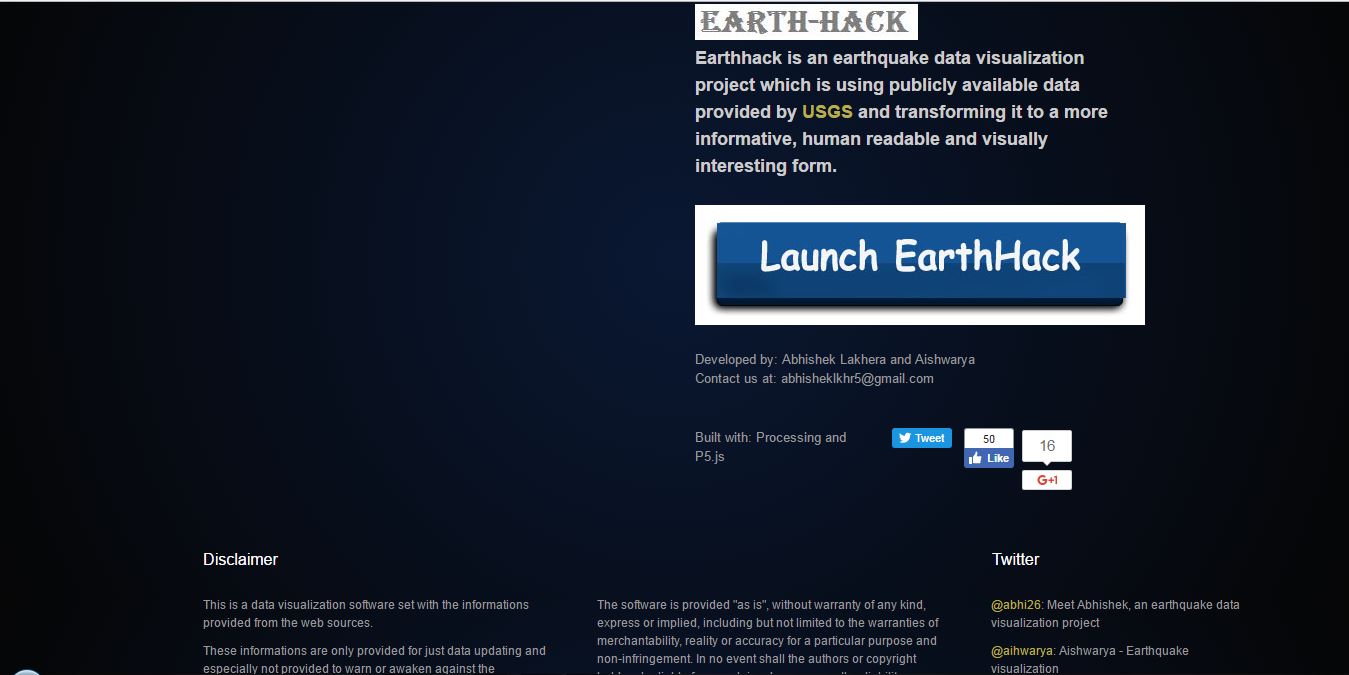 EARTH-HACK
Earthhack is an earthquake data visualization
project which is using publicly available data
provided by USGS and transforming it to a more
informative, human readable and visually
interesting form.
Launch EarthHack
Developed by: Abhishek Lakhera and Aishwarya
Contact us at: abhisheklkhr5@gmail.com
Built with: Processing and
P5.js
Tweet
50
Like
16
G+1
Disclaimer
This is a data visualization software set with the informations
provided from the web sources.
These informations are only provided for just data updating and
especially not provided to warn or awaken against the
The software is provided "as is", without warranty of any kind,
express or implied, including but not limited to the warranties of
merchantability, reality or accuracy for a particular purpose and
non-infringement. In no event shall the authors or copyright
Twitter
@abhi26: Meet Abhishek, an earthquake data
visualization project
@aihwarya: Aishwarya - Earthquake
visualization